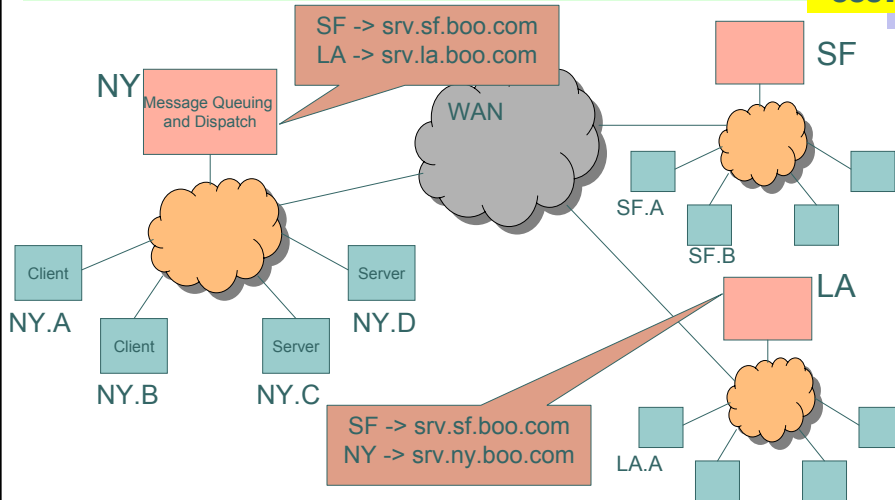 SF -> srv.sf.boo.com
LA -> srv.la.boo.com
NY
Message Queuing
and Dispatch
WAN
SF
SF.A
SF.B
Client
NY.A
Client
NY.B
Server
NY.C
Server
NY.D
LA
SF -> srv.sf.boo.com
NY -> srv.ny.boo.com
LA.A